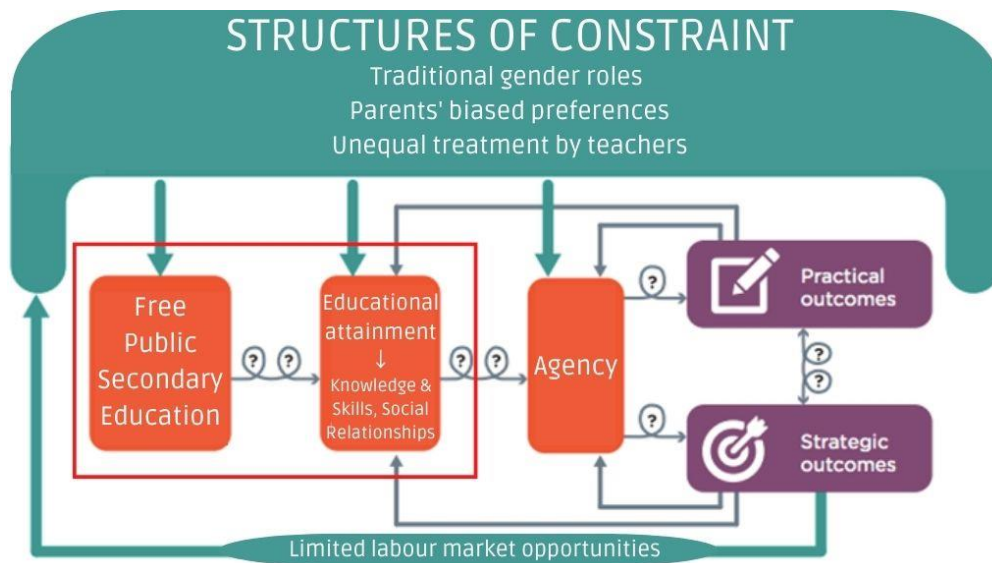 STRUCTURES OF CONSTRAINT
Traditional gender roles
Parents' biased preferences
Unequal treatment by teachers
Free
Public
Secondary
Education
? ?
Educational
attainment
↓
Knowledge &
Skills, Social
Relationships
? ?
Agency
?
?
Practical
outcomes
?
?
Strategic
outcomes
Limited labour market opportunities